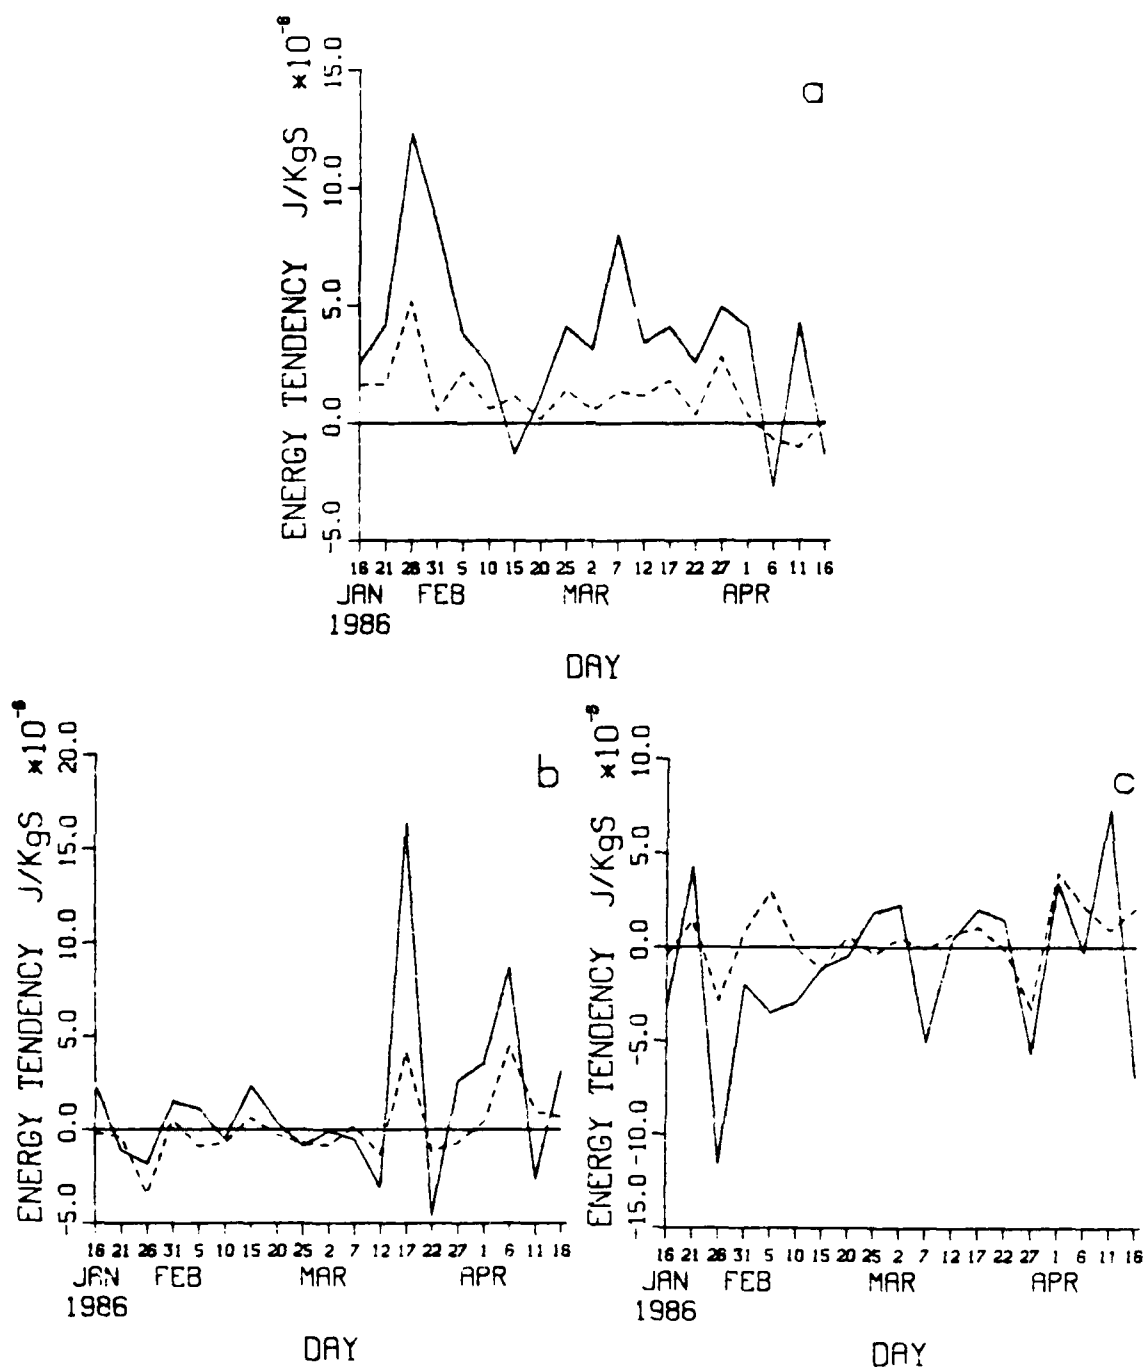 a
ENERGY TENDENCY J/KgS ×10⁻⁶
15.0
10.0
5.0
0.0
-5.0
16 21 26 31 5 10 15 20 25 2 7 12 17 22 27 1 6 11 16
JAN FEB MAR APR
1986
DAY
b
ENERGY TENDENCY J/KgS ×10⁻⁶
20.0
15.0
10.0
5.0
0.0
-5.0
16 21 26 31 5 10 15 20 25 2 7 12 17 22 27 1 6 11 16
JAN FEB MAR APR
1986
DAY
c
ENERGY TENDENCY J/KgS ×10
10.0
5.0
0.0
-5.0
-10.0
-15.0
16 21 26 31 5 10 15 20 25 2 7 12 17 22 27 1 6 11 16
JAN FEB MAR APR
1986
DAY